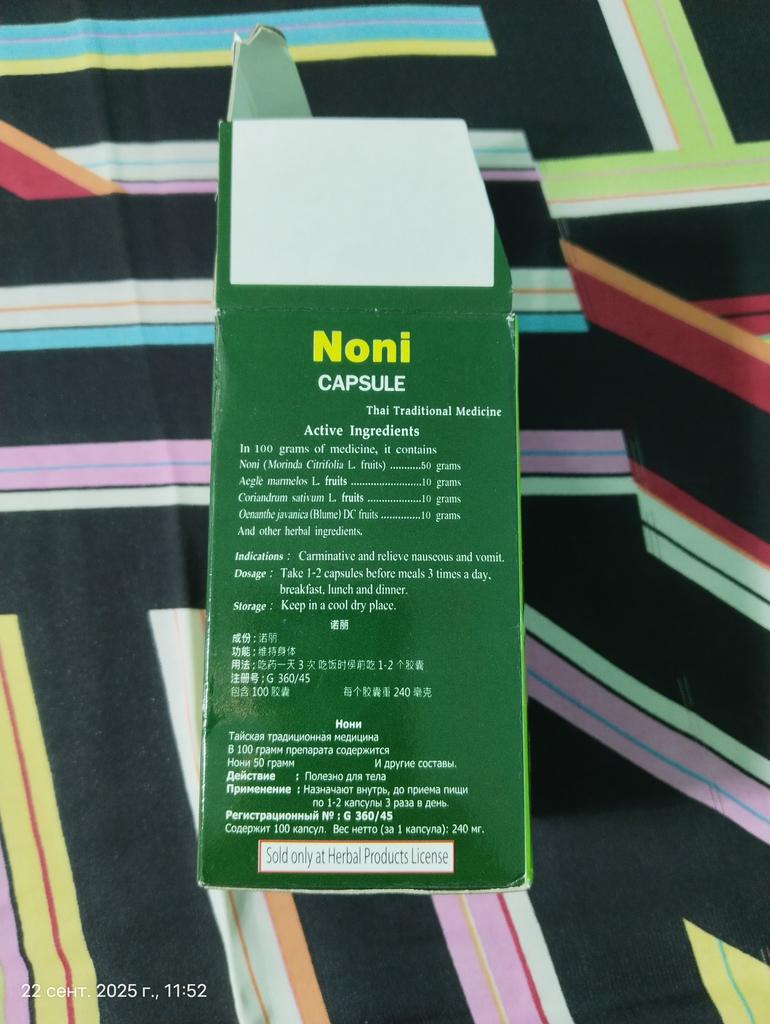 Noni
CAPSULE
Thai Traditional Medicine
Active Ingredients
In 100 grams of medicine, it contains
Noni (Morinda Citrifolia L. fruits) ...........50 grams
Aegle marmelos L. fruits ........................10 grams
Coriandrum sativum L. fruits ..................10 grams
Oenanthe javanica (Blume) DC fruits .............10 grams
And other herbal ingredients.
Indications : Carminative and relieve nauseous and vomit.
Dosage : Take 1-2 capsules before meals 3 times a day,
breakfast, lunch and dinner.
Storage : Keep in a cool dry place.
诺丽
成份 : 诺丽
功能 : 维持身体
用法 : 吃药一天 3 次 吃饭时候前吃 1-2 个胶囊
注册号 : G 360/45
包含 100 胶囊 每个胶囊重 240 毫克
Нони
Тайская традиционная медицина
В 100 грамм препарата содержится
Нони 50 грамм И другие составы.
Действие : Полезно для тела
Применение : Назначают внутрь, до приема пищи
по 1-2 капсулы 3 раза в день.
Регистрационный № : G 360/45
Содержит 100 капсул. Вес нетто (за 1 капсула): 240 мг.
Sold only at Herbal Products License
22 сент. 2025 г., 11:52